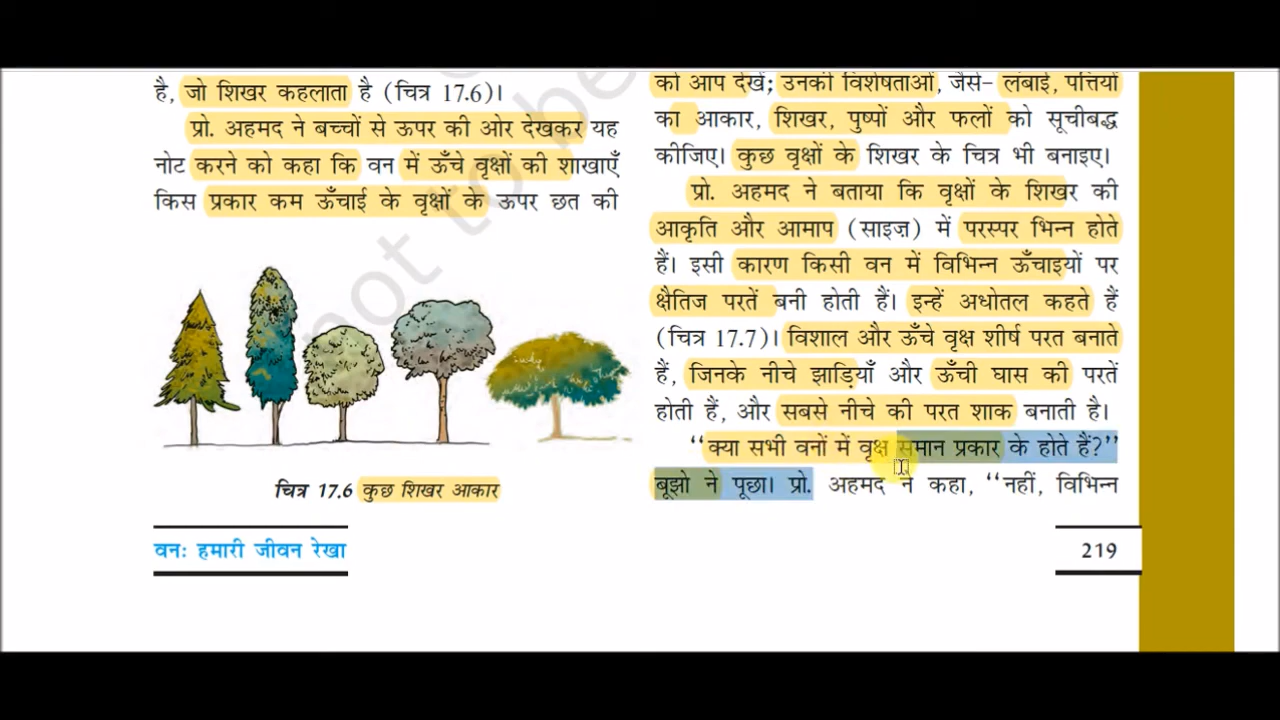 है, जो शिखर कहलाता है (चित्र 17.6)।
प्रो. अहमद ने बच्चों से ऊपर की ओर देखकर यह
नोट करने को कहा कि वन में ऊँचे वृक्षों की शाखाएँ
किस प्रकार कम ऊँचाई के वृक्षों के ऊपर छत की
not to be
चित्र 17.6 कुछ शिखर आकार
वनः हमारी जीवन रेखा
को आप देखें; उनकी विशेषताओं, जैसे– लंबाई, पत्तियों
का आकार, शिखर, पुष्पों और फलों को सूचीबद्ध
कीजिए। कुछ वृक्षों के शिखर के चित्र भी बनाइए।
प्रो. अहमद ने बताया कि वृक्षों के शिखर की
आकृति और आमाप (साइज़) में परस्पर भिन्न होते
हैं। इसी कारण किसी वन में विभिन्न ऊँचाइयों पर
क्षैतिज परतें बनी होती हैं। इन्हें अधोतल कहते हैं
(चित्र 17.7)। विशाल और ऊँचे वृक्ष शीर्ष परत बनाते
हैं, जिनके नीचे झाड़ियाँ और ऊँची घास की परतें
होती हैं, और सबसे नीचे की परत शाक बनाती है।
‘‘क्या सभी वनों में वृक्ष समान प्रकार के होते हैं?’’
बूझो ने पूछा। प्रो. अहमद ने कहा, ‘‘नहीं, विभिन्न
219